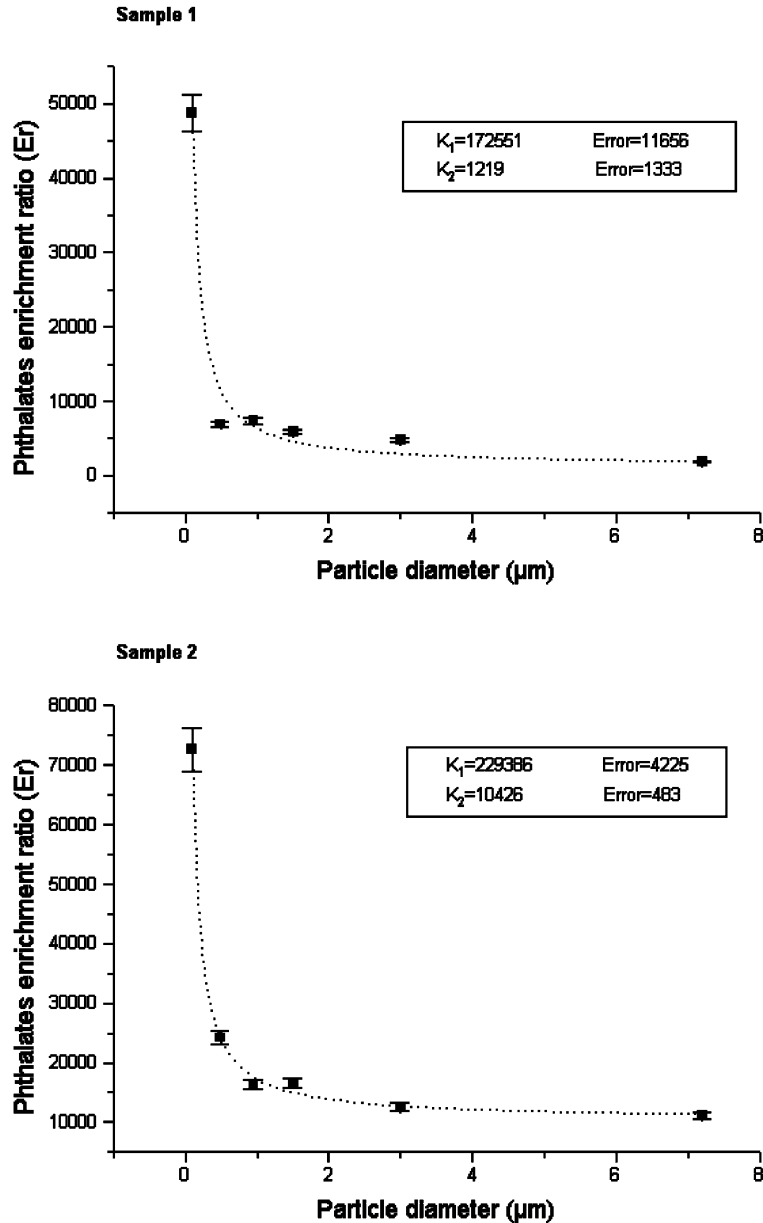 Sample 1
Phthalates enrichment ratio (Er)
50000
40000
30000
20000
10000
0
K1=172551 Error=11656
K2=1219 Error=1333
0 2 4 6 8
Particle diameter (µm)
Sample 2
Phthalates enrichment ratio (Er)
80000
70000
60000
50000
40000
30000
20000
10000
K1=229386 Error=4225
K2=10426 Error=483
0 2 4 6 8
Particle diameter (µm)